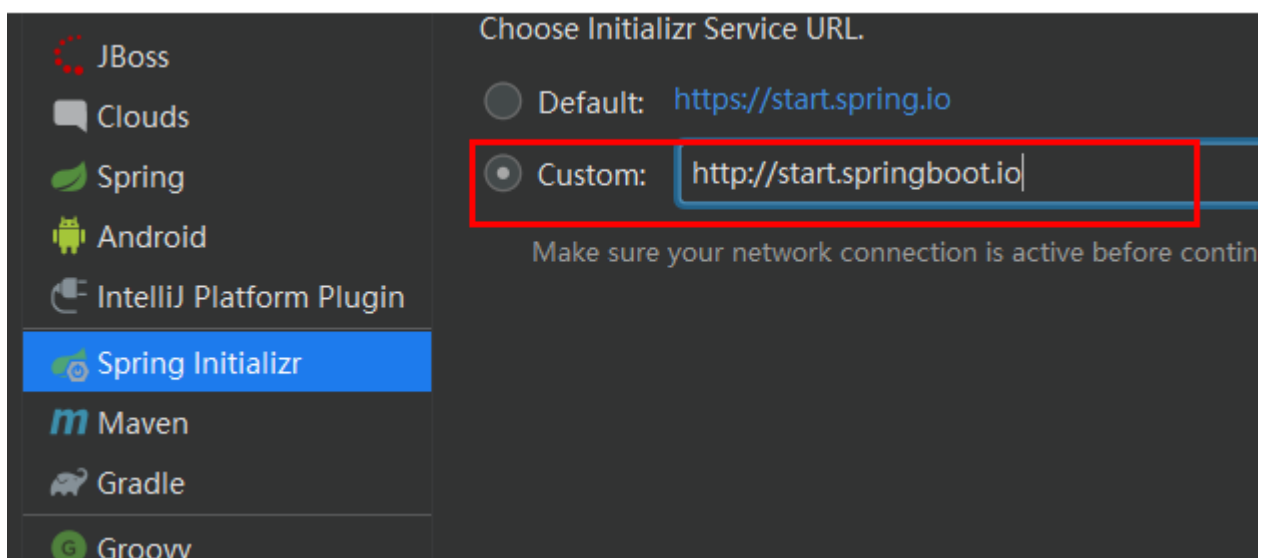 JBoss
Clouds
Spring
Android
IntelliJ Platform Plugin
Spring Initializr
Maven
Gradle
Groovy
Choose Initializr Service URL.
Default: https://start.spring.io
Custom: http://start.springboot.io
Make sure your network connection is active before contin